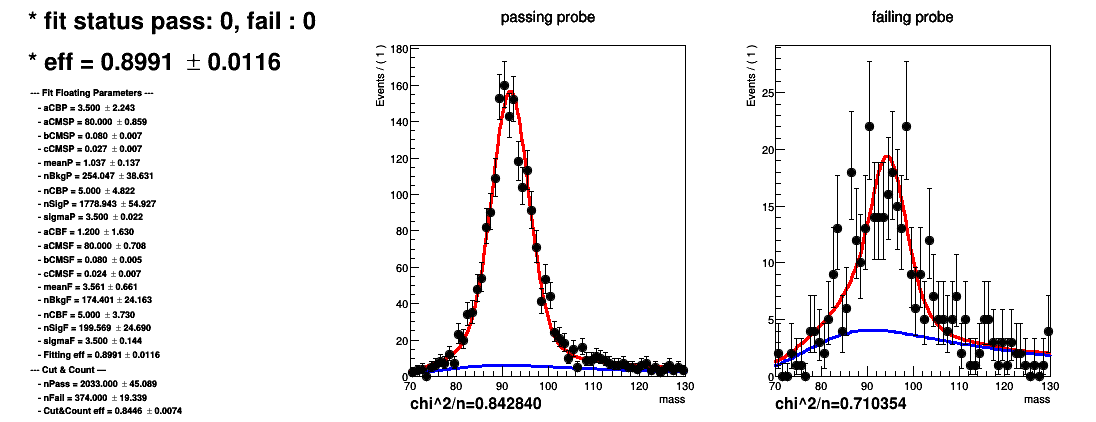 * fit status pass: 0, fail : 0
* eff = 0.8991 ± 0.0116
--- Fit Floating Parameters ---
- aCBP = 3.500 ± 2.243
- aCMSP = 80.000 ± 0.859
- bCMSP = 0.080 ± 0.007
- cCMSP = 0.027 ± 0.007
- meanP = 1.037 ± 0.137
- nBkgP = 254.047 ± 38.631
- nCBP = 5.000 ± 4.822
- nSigP = 1778.943 ± 54.927
- sigmaP = 3.500 ± 0.022
- aCBF = 1.200 ± 1.630
- aCMSF = 80.000 ± 0.708
- bCMSF = 0.080 ± 0.005
- cCMSF = 0.024 ± 0.007
- meanF = 3.561 ± 0.661
- nBkgF = 174.401 ± 24.163
- nCBF = 5.000 ± 3.730
- nSigF = 199.569 ± 24.690
- sigmaF = 3.500 ± 0.144
- Fitting eff = 0.8991 ± 0.0116
--- Cut & Count ---
- nPass = 2033.000 ± 45.089
- nFail = 374.000 ± 19.339
- Cut&Count eff = 0.8446 ± 0.0074
passing probe
Events / ( 1 )
180
160
140
120
100
80
60
40
20
0
70 80 90 100 110 120 130
mass
chi^2/n=0.842840
failing probe
Events / ( 1 )
25
20
15
10
5
0
70 80 90 100 110 120 130
mass
chi^2/n=0.710354